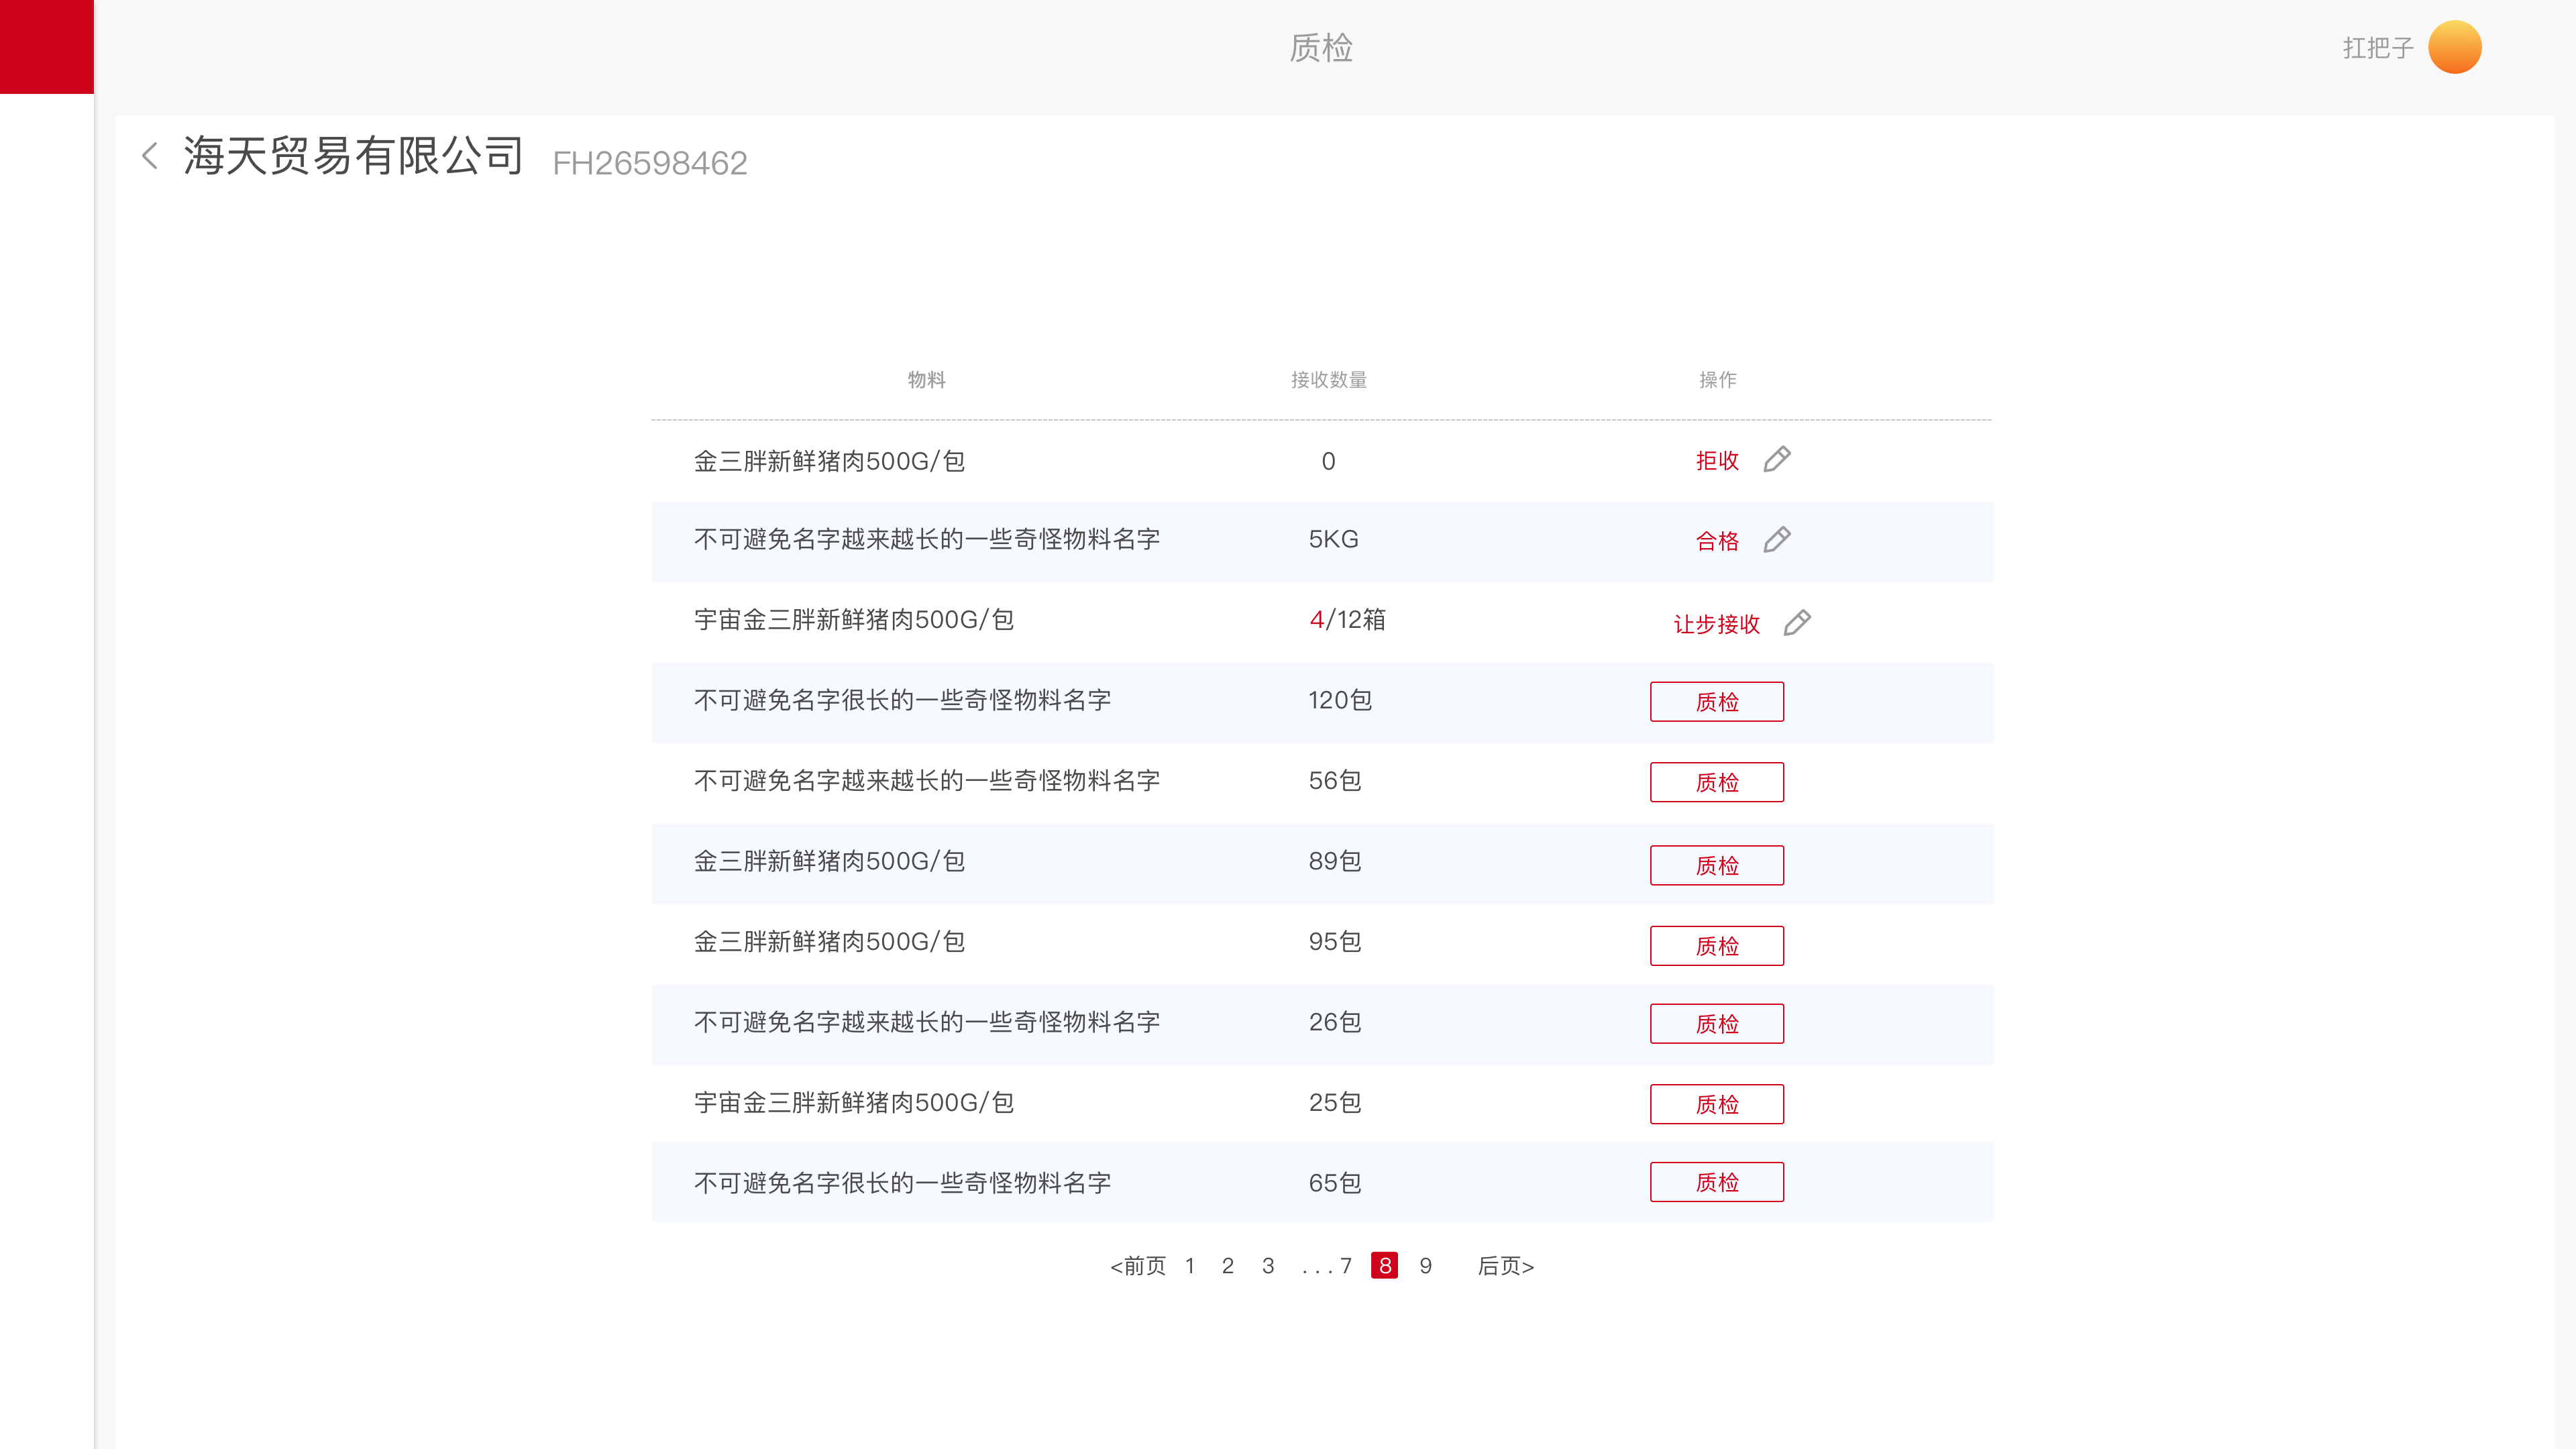 质检
扛把子
海天贸易有限公司 FH26598462
物料 接收数量 操作
金三胖新鲜猪肉500G/包 0 拒收
不可避免名字越来越长的一些奇怪物料名字 5KG 合格
宇宙金三胖新鲜猪肉500G/包 4/12箱 让步接收
不可避免名字很长的一些奇怪物料名字 120包 质检
不可避免名字越来越长的一些奇怪物料名字 56包 质检
金三胖新鲜猪肉500G/包 89包 质检
金三胖新鲜猪肉500G/包 95包 质检
不可避免名字越来越长的一些奇怪物料名字 26包 质检
宇宙金三胖新鲜猪肉500G/包 25包 质检
不可避免名字很长的一些奇怪物料名字 65包 质检
<前页 1 2 3 ...7 8 9 后页>